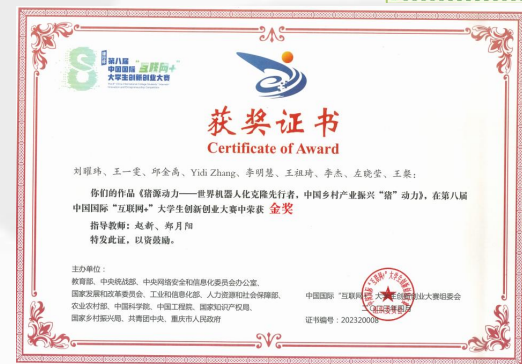 第八届
中国国际“互联网+”
大学生创新创业大赛
获奖证书
Certificate of Award
刘曜玮、王一雯、邱金禹、Yidi Zhang、李明慧、王祖琦、李杰、左晓莹、王粲：
你们的作品《猪源动力——世界机器人化克隆先行者，中国乡村产业振兴“猪”动力》，在第八届
中国国际“互联网+”大学生创新创业大赛中荣获 金奖
指导教师：赵新、郑月阳
特发此证，以资鼓励。
主办单位：
教育部、中央统战部、中央网络安全和信息化委员会办公室、
国家发展和改革委员会、工业和信息化部、人力资源和社会保障部、
农业农村部、中国科学院、中国工程院、国家知识产权局、
国家乡村振兴局、共青团中央、重庆市人民政府
中国国际“互联网+”大学生创新创业大赛组委会
证书编号：202320008